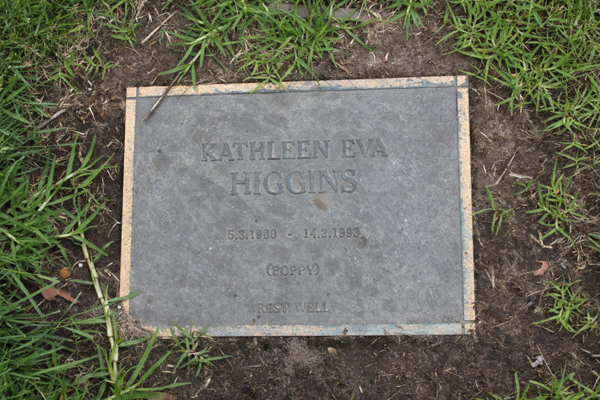 KATHLEEN EVA
HIGGINS
5.3.1900 - 14.2.1993
(POPPY)
REST WELL